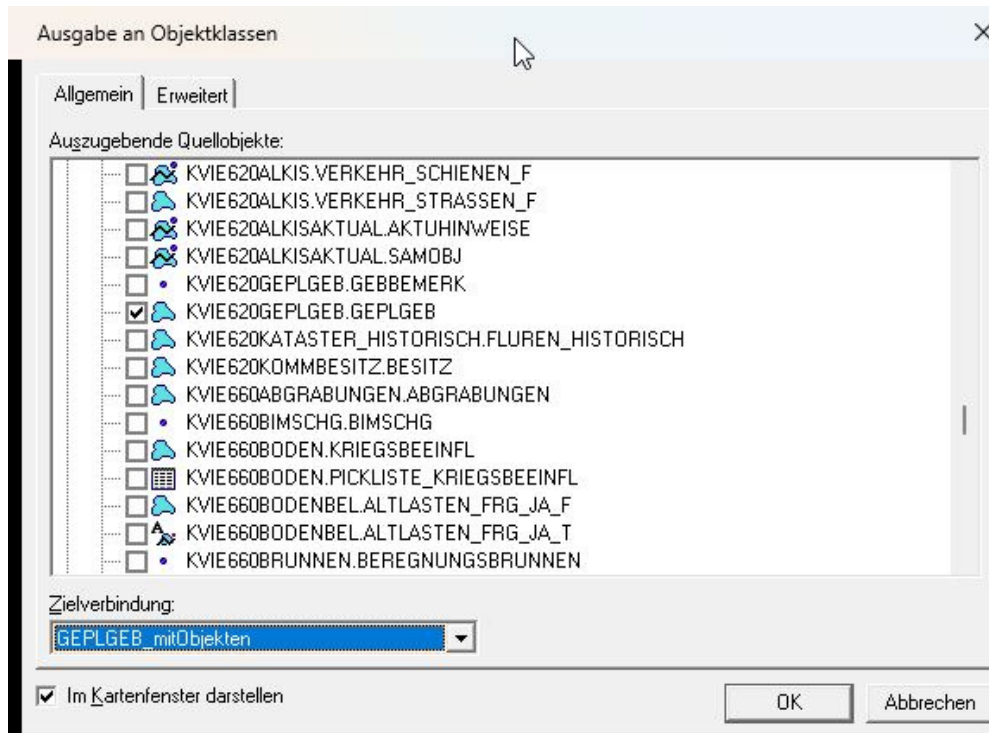 Ausgabe an Objektklassen
Allgemein
Erweitert
Auszugebende Quellobjekte:
KVIE620ALKIS.VERKEHR_SCHIENEN_F
KVIE620ALKIS.VERKEHR_STRASSEN_F
KVIE620ALKISAKTUAL.AKTUHINWEISE
KVIE620ALKISAKTUAL.SAMOBJ
KVIE620GEPLGEB.GEBBEMERK
KVIE620GEPLGEB.GEPLGEB
KVIE620KATASTER_HISTORISCH.FLUREN_HISTORISCH
KVIE620KOMMBESITZ.BESITZ
KVIE660ABGRABUNGEN.ABGRABUNGEN
KVIE660BIMSCHG.BIMSCHG
KVIE660BODEN.KRIEGSBEEINFL
KVIE660BODEN.PICKLISTE_KRIEGSBEEINFL
KVIE660BODENBEL.ALTLASTEN_FRG_JA_F
KVIE660BODENBEL.ALTLASTEN_FRG_JA_T
KVIE660BRUNNEN.BEREGNUNGSBRUNNEN
Zielverbindung:
GEPLGEB_mitObjekten
Im Kartenfenster darstellen
OK
Abbrechen